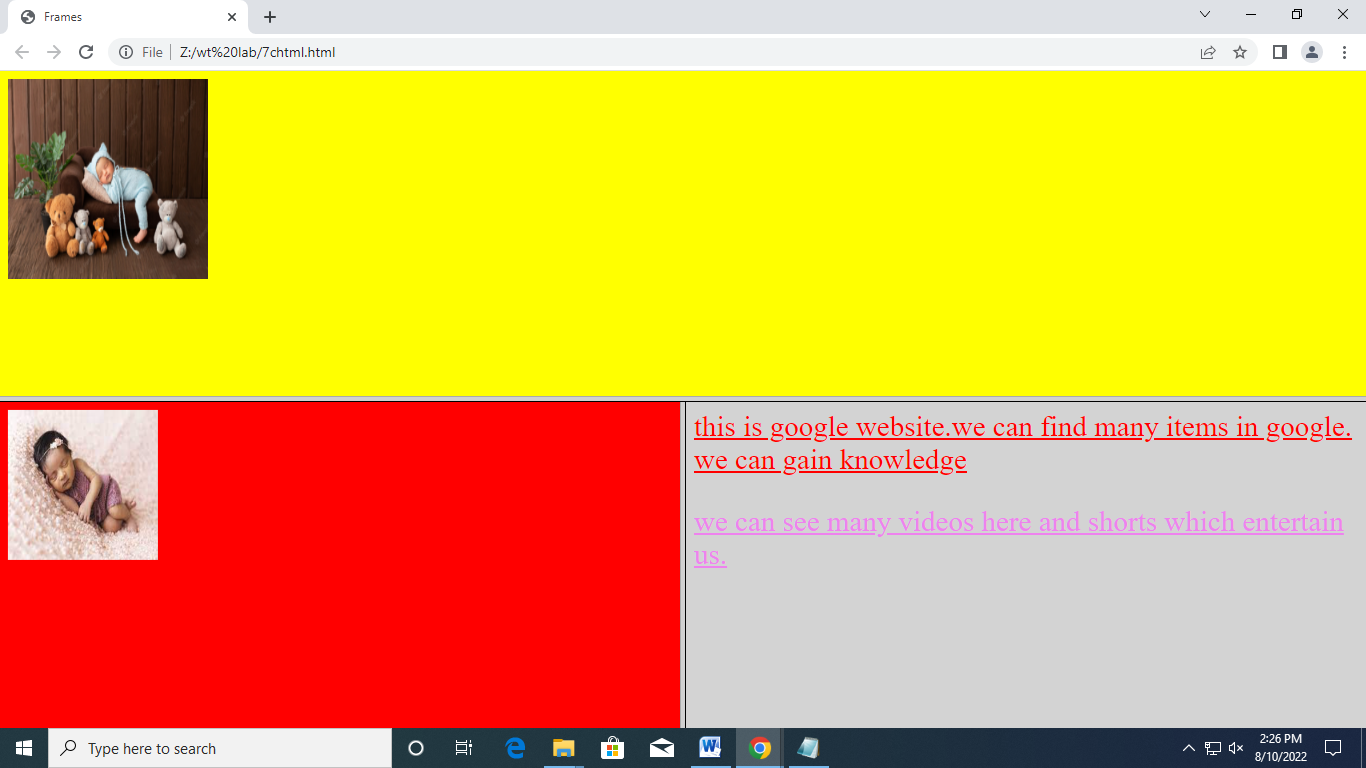 Frames
File
Z:/wt%20lab/7chtml.html
this is google website.we can find many items in google.
we can gain knowledge
we can see many videos here and shorts which entertain
us.
Type here to search
2:26 PM
8/10/2022